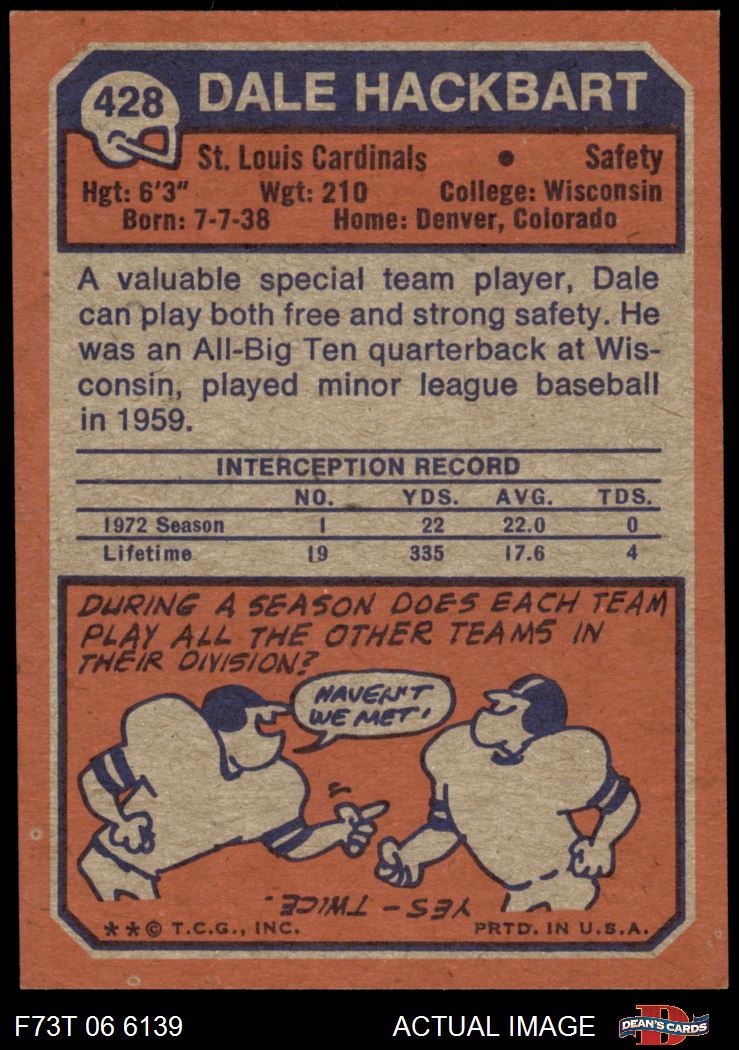 428
DALE HACKBART
St. Louis Cardinals • Safety
Hgt: 6'3" Wgt: 210 College: Wisconsin
Born: 7-7-38 Home: Denver, Colorado
A valuable special team player, Dale
can play both free and strong safety. He
was an All-Big Ten quarterback at Wis-
consin, played minor league baseball
in 1959.
INTERCEPTION RECORD
NO. YDS. AVG. TDS.
1972 Season 1 22 22.0 0
Lifetime 19 335 17.6 4
DURING A SEASON DOES EACH TEAM
PLAY ALL THE OTHER TEAMS IN
THEIR DIVISION?
HAVEN'T
WE MET!
YES - TWICE.
** © T.C.G., INC. PRTD. IN U.S.A.
F73T 06 6139 ACTUAL IMAGE D DEAN'S CARDS